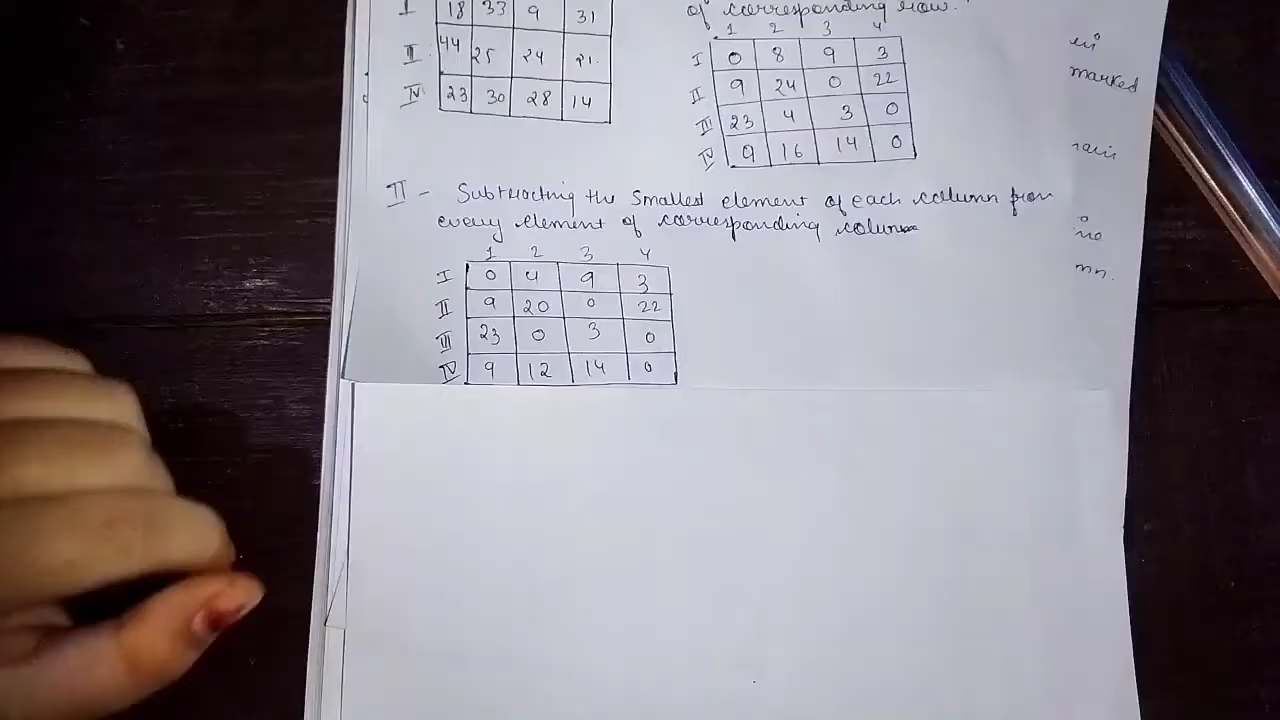 I 18 33 9 31
II 44 25 24 21
IV 23 30 28 14
of corresponding row.
1 2 3 4
I 0 8 9 3
II 9 24 0 22
III 23 4 3 0
IV 9 16 14 0
marked
II - Subtracting the smallest element of each column from
every element of corresponding column
1 2 3 4
I 0 4 9 3
II 9 20 0 22
III 23 0 3 0
IV 9 12 14 0